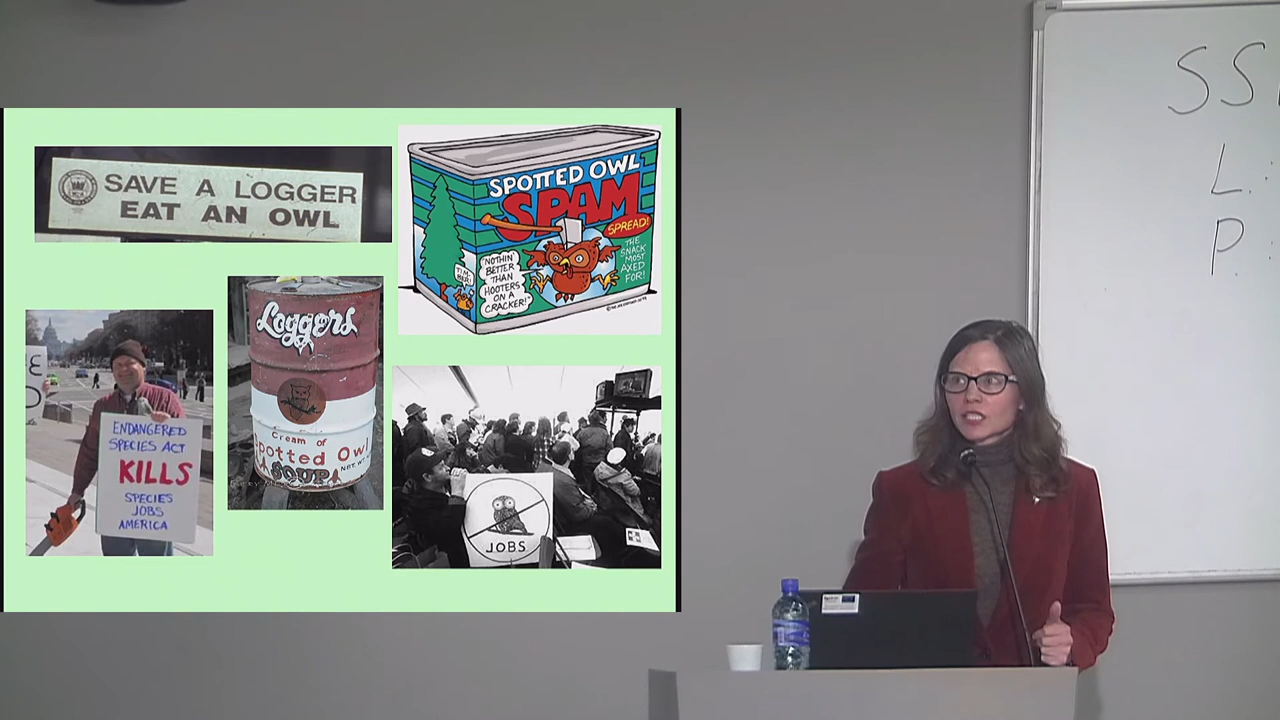 SAVE A LOGGER
EAT AN OWL
SPOTTED OWL
SPAM
SPREAD!
THE
SNACK
MOST
AXED
FOR!
"NOTHIN'
BETTER
THAN
HOOTERS
ON A
CRACKER!"
Loggers
Cream of
Spotted Owl
SOUP
ENDANGERED
SPECIES ACT
KILLS
SPECIES
JOBS
AMERICA
JOBS
SS
L.
P.